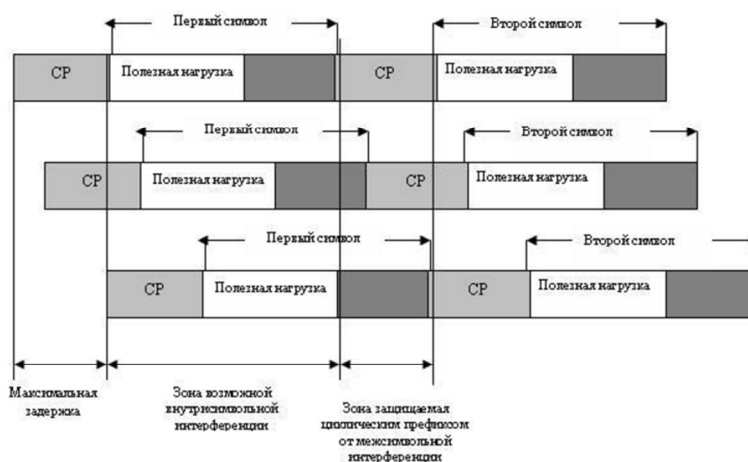 Первый символ
Второй символ
CP
Полезная нагрузка
CP
Полезная нагрузка
Первый символ
Второй символ
CP
Полезная нагрузка
CP
Полезная нагрузка
Первый символ
Второй символ
CP
Полезная нагрузка
CP
Полезная нагрузка
Максимальная
задержка
Зона возможной
внутрисимвольной
интерференции
Зона защищаемая
циклическим префиксом
от межсимвольной
интерференции